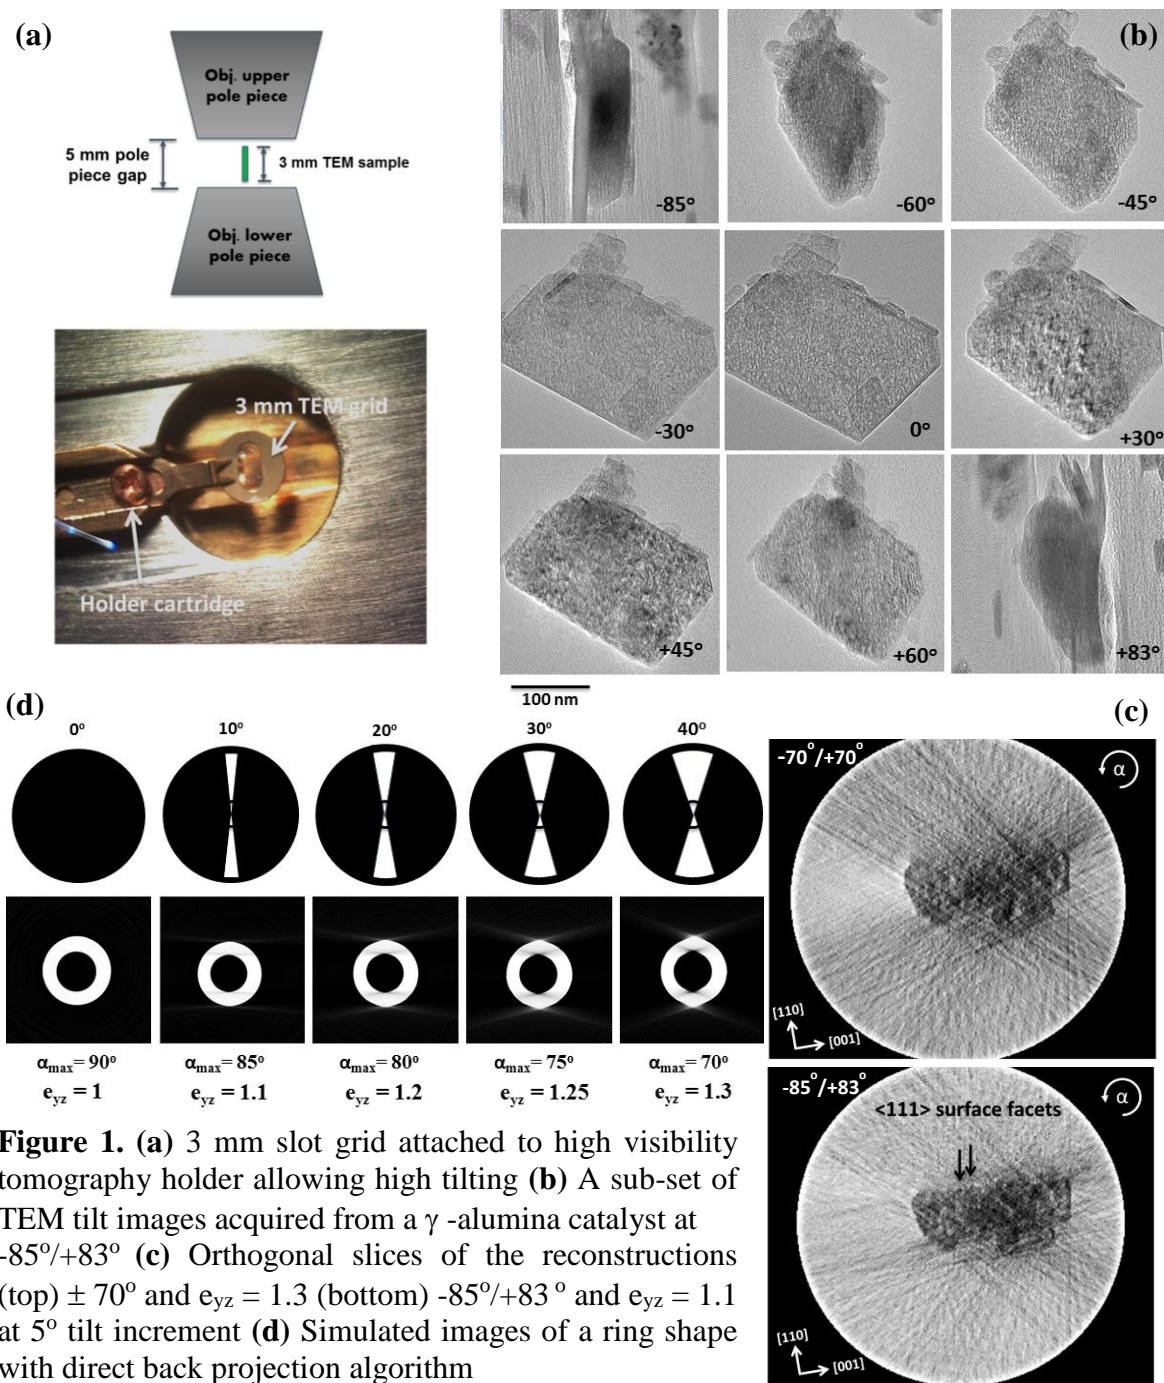 (a)
Obj. upper
pole piece
5 mm pole
piece gap
3 mm TEM sample
Obj. lower
pole piece
3 mm TEM grid
Holder cartridge
(b)
-85°
-60°
-45°
-30°
0°
+30°
+45°
+60°
+83°
100 nm
(d)
0°
10°
20°
30°
40°
αmax= 90°
αmax= 85°
αmax= 80°
αmax= 75°
αmax= 70°
eyz = 1
eyz = 1.1
eyz = 1.2
eyz = 1.25
eyz = 1.3
(c)
-70°/+70°
α
[110]
[001]
-85°/+83°
α
<111> surface facets
[110]
[001]
Figure 1. (a) 3 mm slot grid attached to high visibility
tomography holder allowing high tilting (b) A sub-set of
TEM tilt images acquired from a γ -alumina catalyst at
-85°/+83° (c) Orthogonal slices of the reconstructions
(top) ± 70° and eyz = 1.3 (bottom) -85°/+83 ° and eyz = 1.1
at 5° tilt increment (d) Simulated images of a ring shape
with direct back projection algorithm